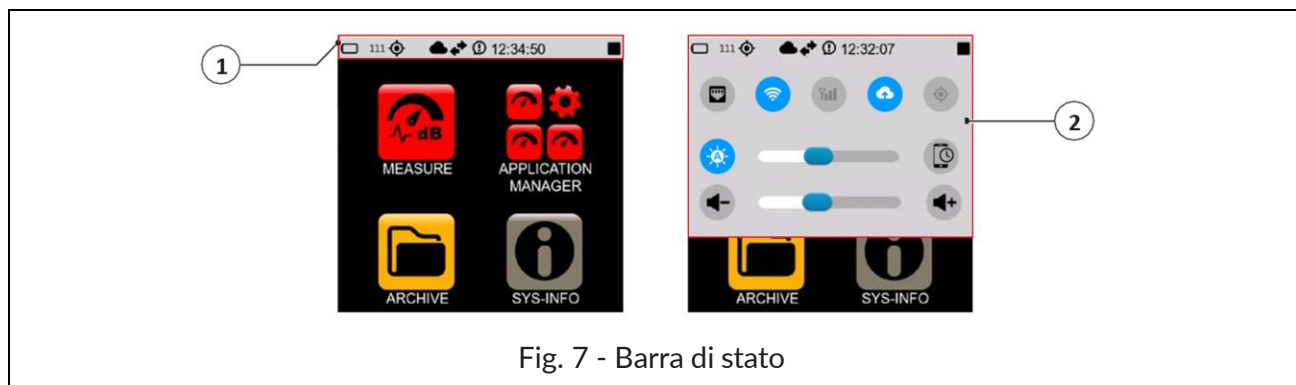 1
111 12:34:50
dB
MEASURE
APPLICATION
MANAGER
ARCHIVE
SYS-INFO
111 12:32:07
A
2
ARCHIVE
SYS-INFO
Fig. 7 - Barra di stato